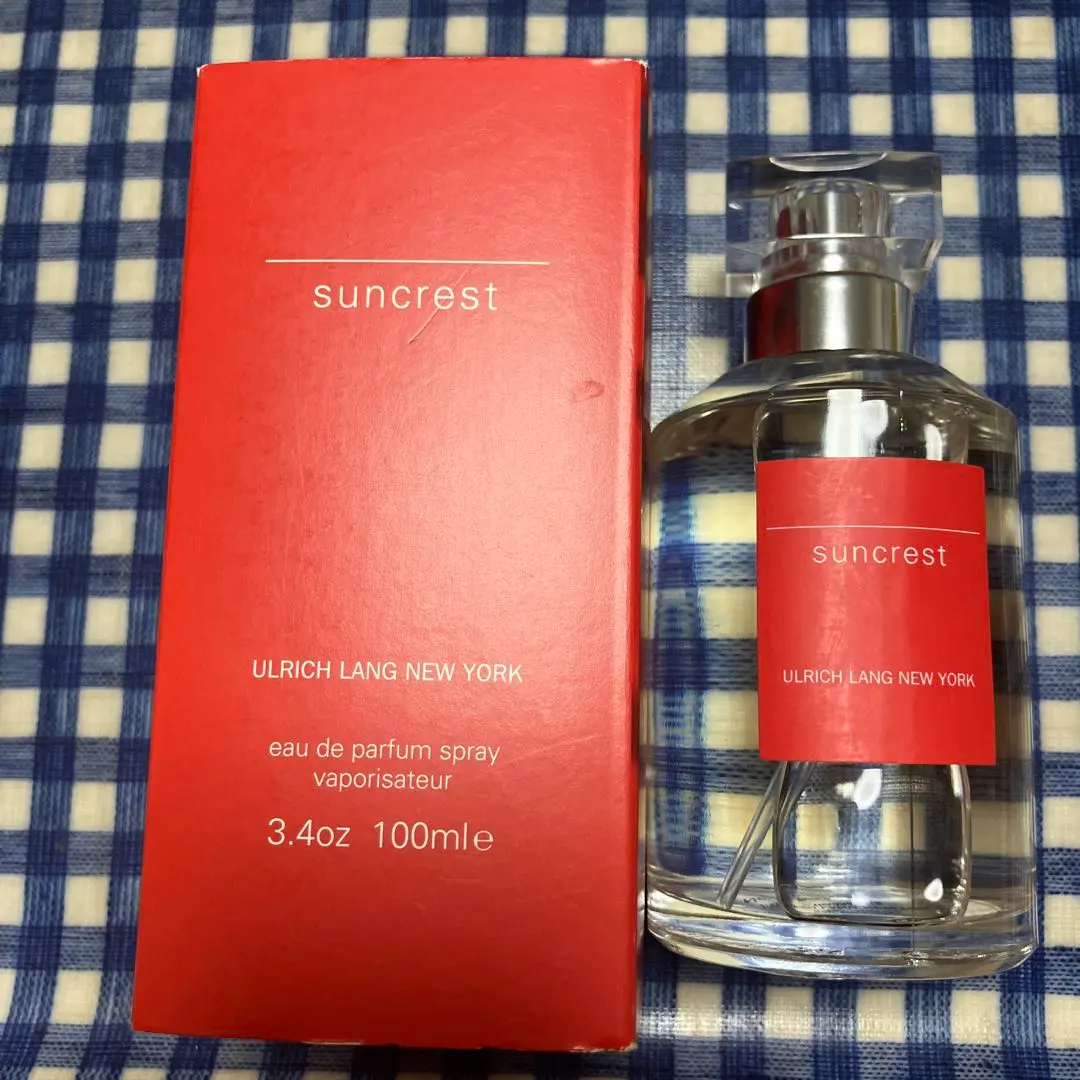 suncrest
ULRICH LANG NEW YORK
eau de parfum spray
vaporisateur
3.4oz 100ml℮
suncrest
ULRICH LANG NEW YORK